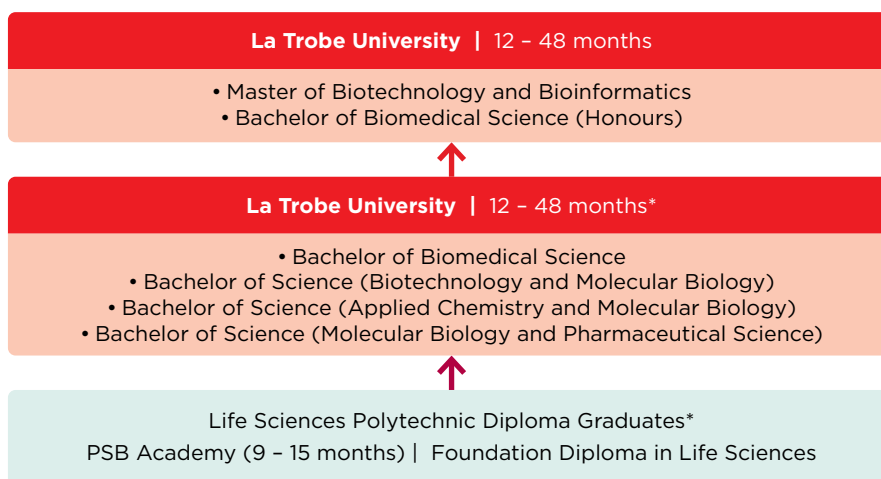 La Trobe University | 12 – 48 months
• Master of Biotechnology and Bioinformatics
• Bachelor of Biomedical Science (Honours)
La Trobe University | 12 – 48 months*
• Bachelor of Biomedical Science
• Bachelor of Science (Biotechnology and Molecular Biology)
• Bachelor of Science (Applied Chemistry and Molecular Biology)
• Bachelor of Science (Molecular Biology and Pharmaceutical Science)
Life Sciences Polytechnic Diploma Graduates*
PSB Academy (9 – 15 months) | Foundation Diploma in Life Sciences